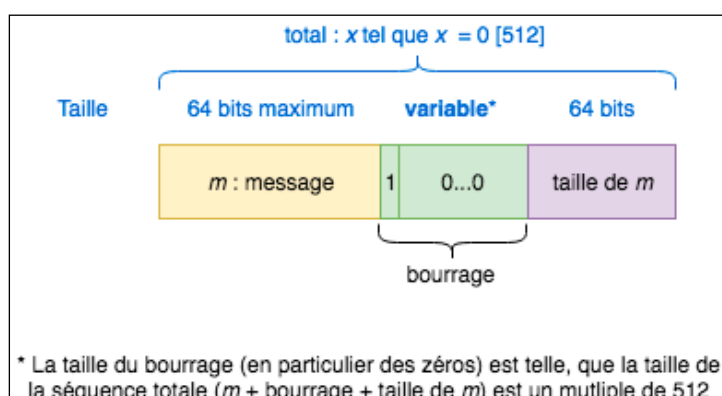 total : x tel que x = 0 [512]
Taille 64 bits maximum variable* 64 bits
m : message 1 0...0 taille de m
bourrage
* La taille du bourrage (en particulier des zéros) est telle, que la taille de
la séquence totale (m + bourrage + taille de m) est un mutliple de 512